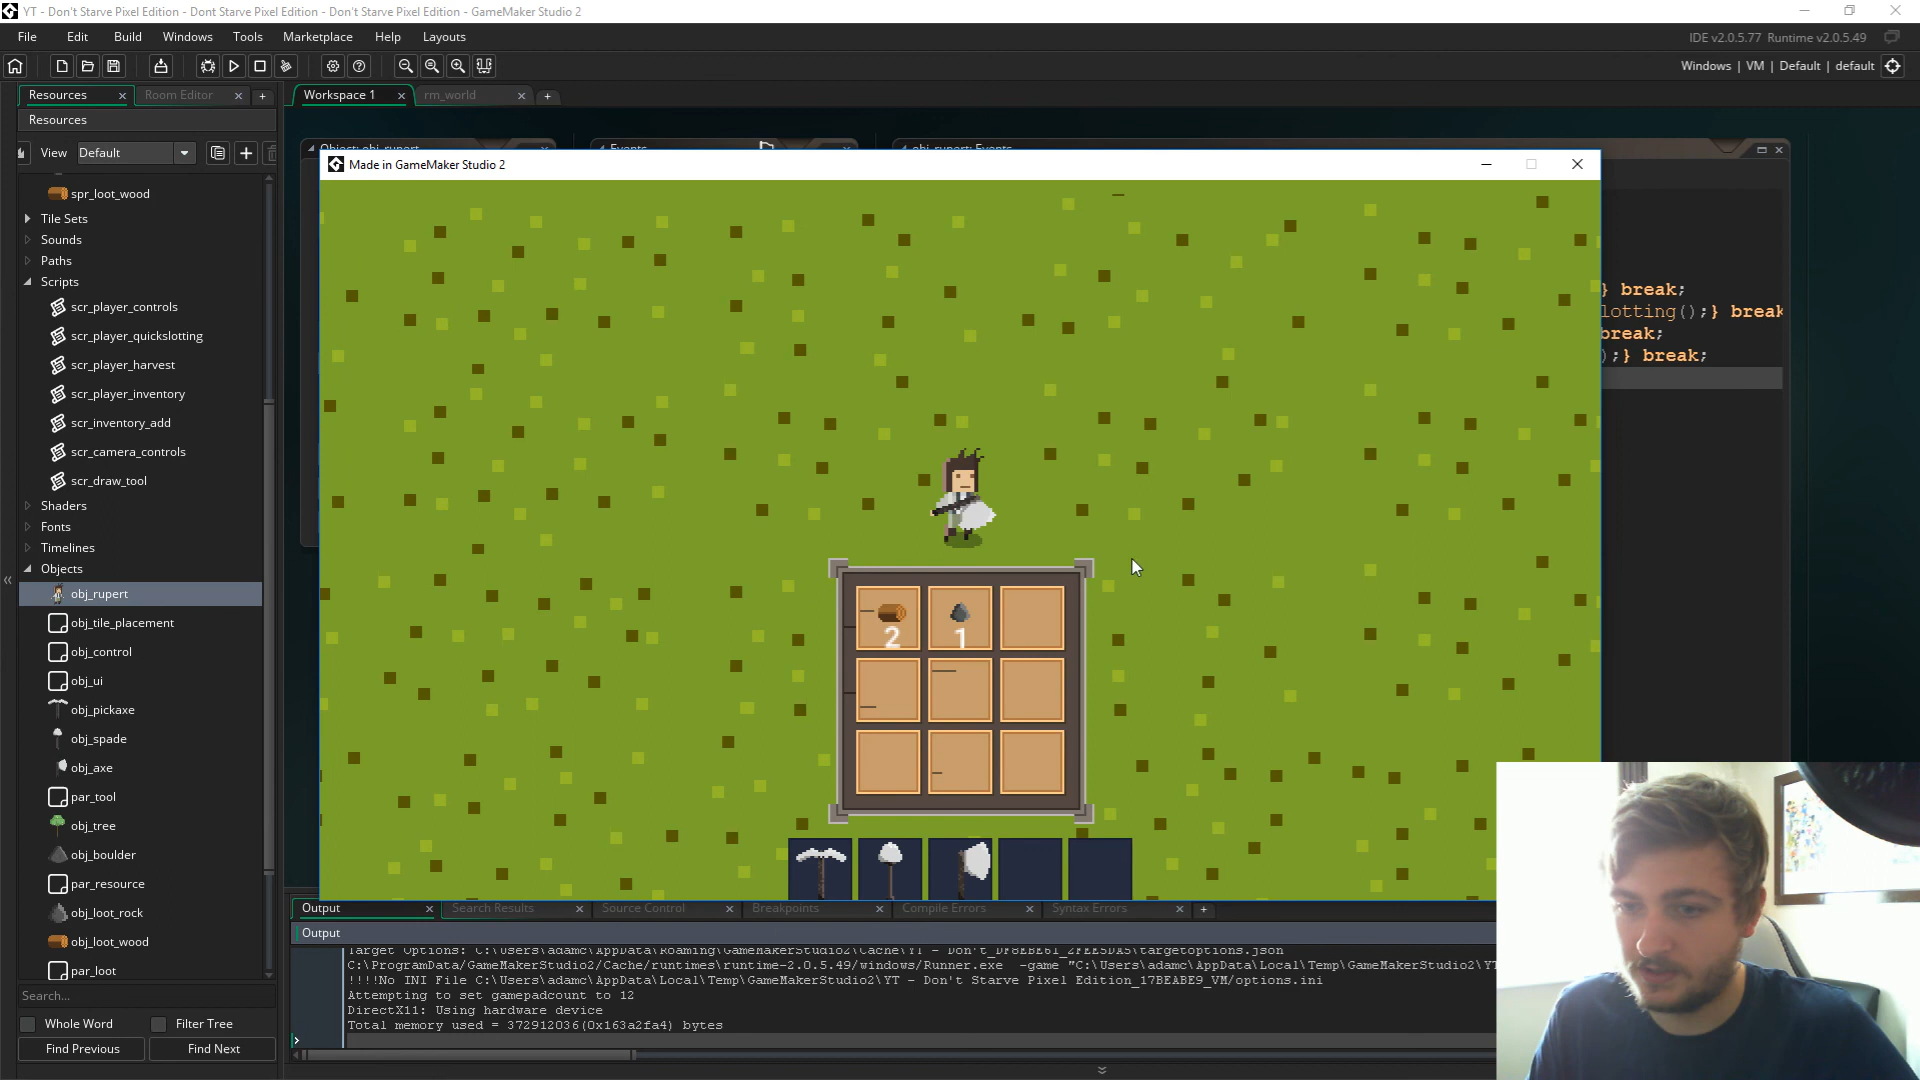 YT - Don't Starve Pixel Edition - Dont Starve Pixel Edition - Don't Starve Pixel Edition - GameMaker Studio 2
File Edit Build Windows Tools Marketplace Help Layouts
IDE v2.0.5.77 Runtime v2.0.5.49
Windows | VM | Default | default
Resources
Room Editor
Workspace 1
rm_world
Resources
View Default
Object: obj_rupert
Events
obj_rupert: Events
Made in GameMaker Studio 2
spr_loot_wood
Tile Sets
Sounds
Paths
Scripts
scr_player_controls
scr_player_quickslotting
scr_player_harvest
scr_player_inventory
scr_inventory_add
scr_camera_controls
scr_draw_tool
Shaders
Fonts
Timelines
Objects
obj_rupert
obj_tile_placement
obj_control
obj_ui
obj_pickaxe
obj_spade
obj_axe
par_tool
obj_tree
obj_boulder
par_resource
obj_loot_rock
obj_loot_wood
par_loot
Search...
Whole Word Filter Tree
Find Previous Find Next
} break;
lotting();} break
break;
);} break;
2 1
Output Search Results Source Control Breakpoints Compile Errors Syntax Errors
Output
C:\ProgramData/GameMakerStudio2/Cache/runtimes\runtime-2.0.5.49/windows/Runner.exe -game "C:\Users\adamc\AppData\Local\Temp\GameMakerStudio2\YT
!!!!No INI File C:\Users\adamc\AppData\Local\Temp\GameMakerStudio2\YT - Don't Starve Pixel Edition_17BEABE9_VM/options.ini
Attempting to set gamepadcount to 12
DirectX11: Using hardware device
Total memory used = 372912036(0x163a2fa4) bytes